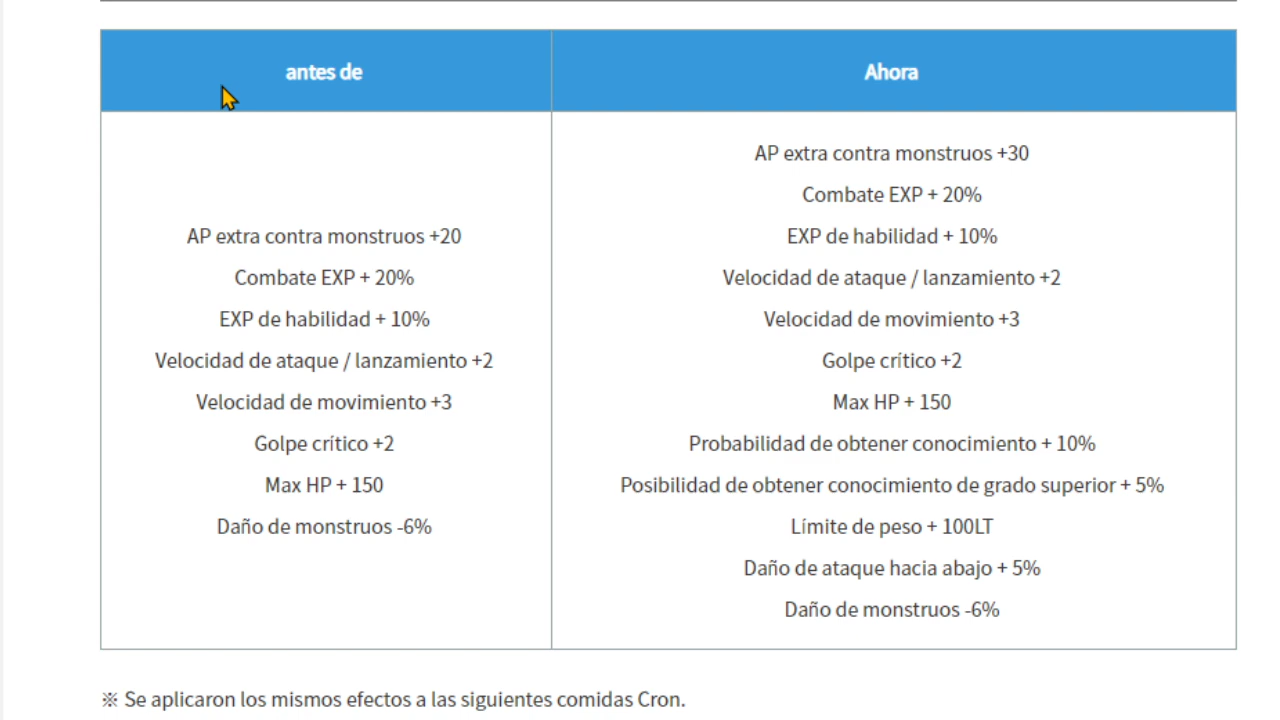 antes de
Ahora
AP extra contra monstruos +20
Combate EXP + 20%
EXP de habilidad + 10%
Velocidad de ataque / lanzamiento +2
Velocidad de movimiento +3
Golpe crítico +2
Max HP + 150
Daño de monstruos -6%
AP extra contra monstruos +30
Combate EXP + 20%
EXP de habilidad + 10%
Velocidad de ataque / lanzamiento +2
Velocidad de movimiento +3
Golpe crítico +2
Max HP + 150
Probabilidad de obtener conocimiento + 10%
Posibilidad de obtener conocimiento de grado superior + 5%
Límite de peso + 100LT
Daño de ataque hacia abajo + 5%
Daño de monstruos -6%
※ Se aplicaron los mismos efectos a las siguientes comidas Cron.